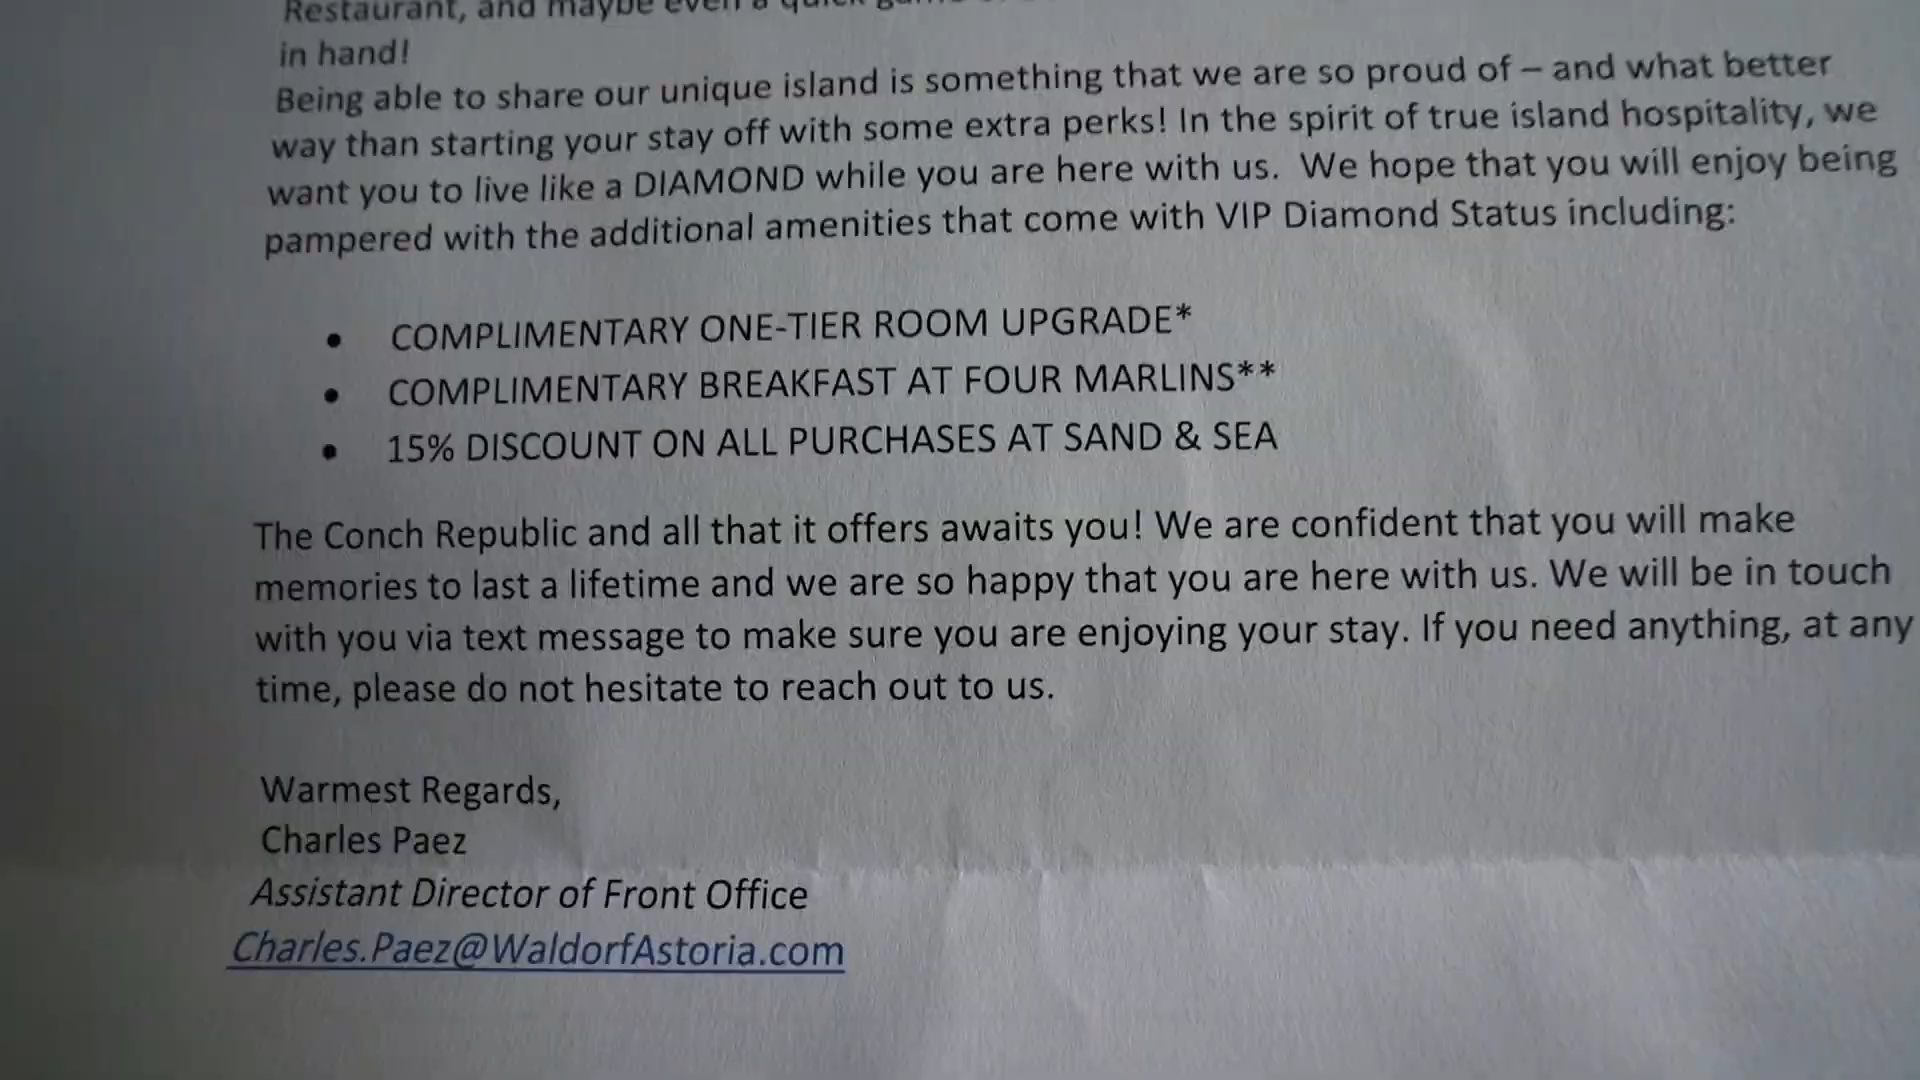 Restaurant, and maybe even a quick
in hand!
Being able to share our unique island is something that we are so proud of – and what better
way than starting your stay off with some extra perks! In the spirit of true island hospitality, we
want you to live like a DIAMOND while you are here with us.  We hope that you will enjoy being
pampered with the additional amenities that come with VIP Diamond Status including:
• COMPLIMENTARY ONE-TIER ROOM UPGRADE*
• COMPLIMENTARY BREAKFAST AT FOUR MARLINS**
• 15% DISCOUNT ON ALL PURCHASES AT SAND & SEA
The Conch Republic and all that it offers awaits you! We are confident that you will make
memories to last a lifetime and we are so happy that you are here with us. We will be in touch
with you via text message to make sure you are enjoying your stay. If you need anything, at any
time, please do not hesitate to reach out to us.
Warmest Regards,
Charles Paez
Assistant Director of Front Office
Charles.Paez@WaldorfAstoria.com